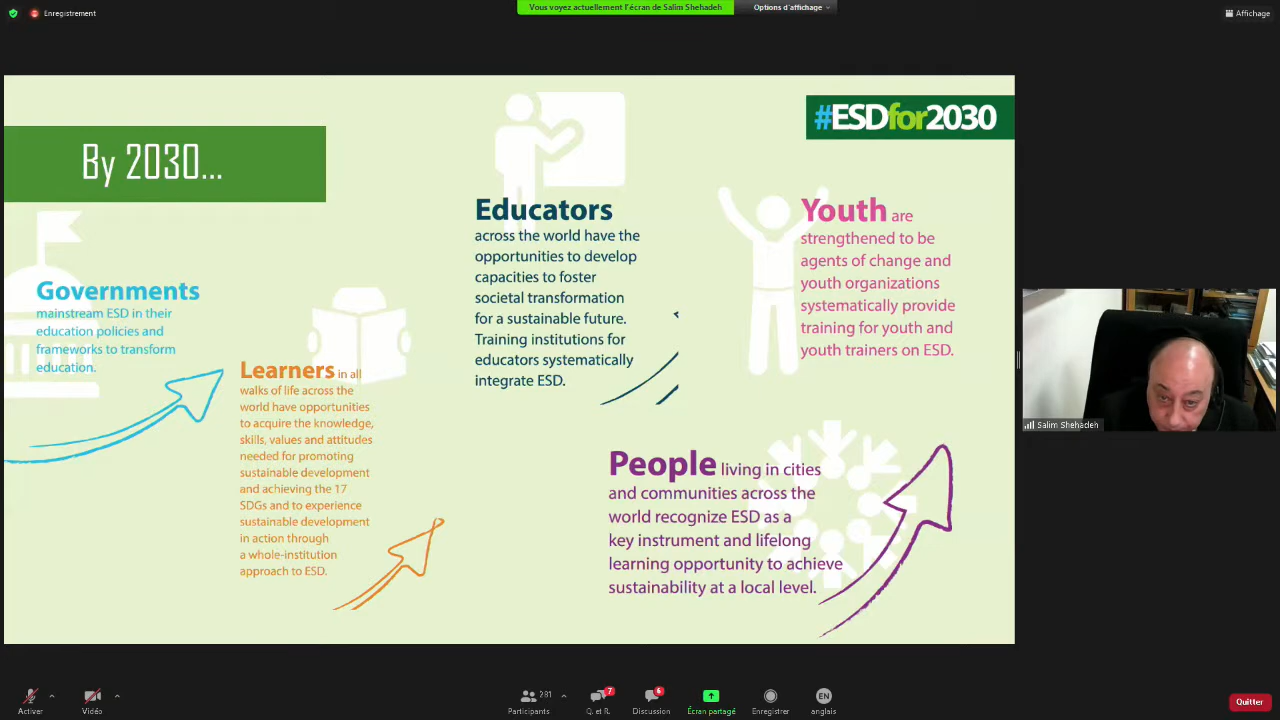 Enregistrement
Vous voyez actuellement l'écran de Salim Shehadeh
Options d'affichage
Affichage
#ESDfor2030
By 2030...
Governments
mainstream ESD in their
education policies and
frameworks to transform
education.
Learners in all
walks of life across the
world have opportunities
to acquire the knowledge,
skills, values and attitudes
needed for promoting
sustainable development
and achieving the 17
SDGs and to experience
sustainable development
in action through
a whole-institution
approach to ESD.
Educators
across the world have the
opportunities to develop
capacities to foster
societal transformation
for a sustainable future.
Training institutions for
educators systematically
integrate ESD.
Youth are
strengthened to be
agents of change and
youth organizations
systematically provide
training for youth and
youth trainers on ESD.
People living in cities
and communities across the
world recognize ESD as a
key instrument and lifelong
learning opportunity to achieve
sustainability at a local level.
Salim Shehadeh
Activer
Vidéo
281
Participants
7
Q. et R.
6
Discussion
Écran partagé
Enregistrer
EN
anglais
Quitter